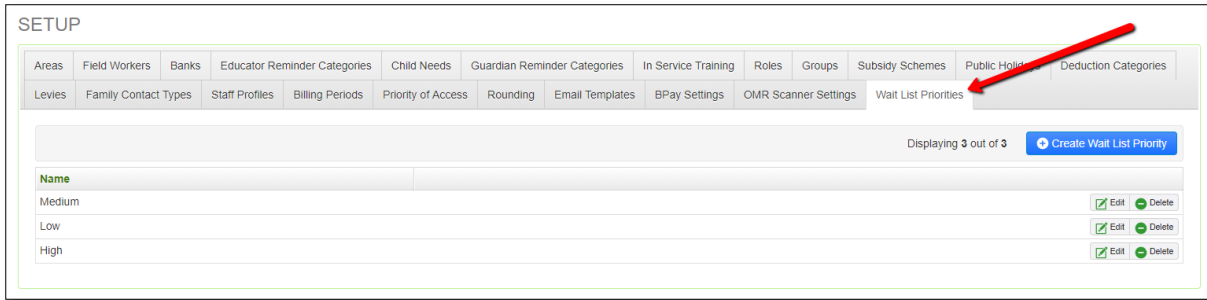 SETUP
Areas Field Workers Banks Educator Reminder Categories Child Needs Guardian Reminder Categories In Service Training Roles Groups Subsidy Schemes Public Holidays Deduction Categories
Levies Family Contact Types Staff Profiles Billing Periods Priority of Access Rounding Email Templates BPay Settings OMR Scanner Settings Wait List Priorities
Displaying 3 out of 3 Create Wait List Priority
Name
Medium Edit Delete
Low Edit Delete
High Edit Delete